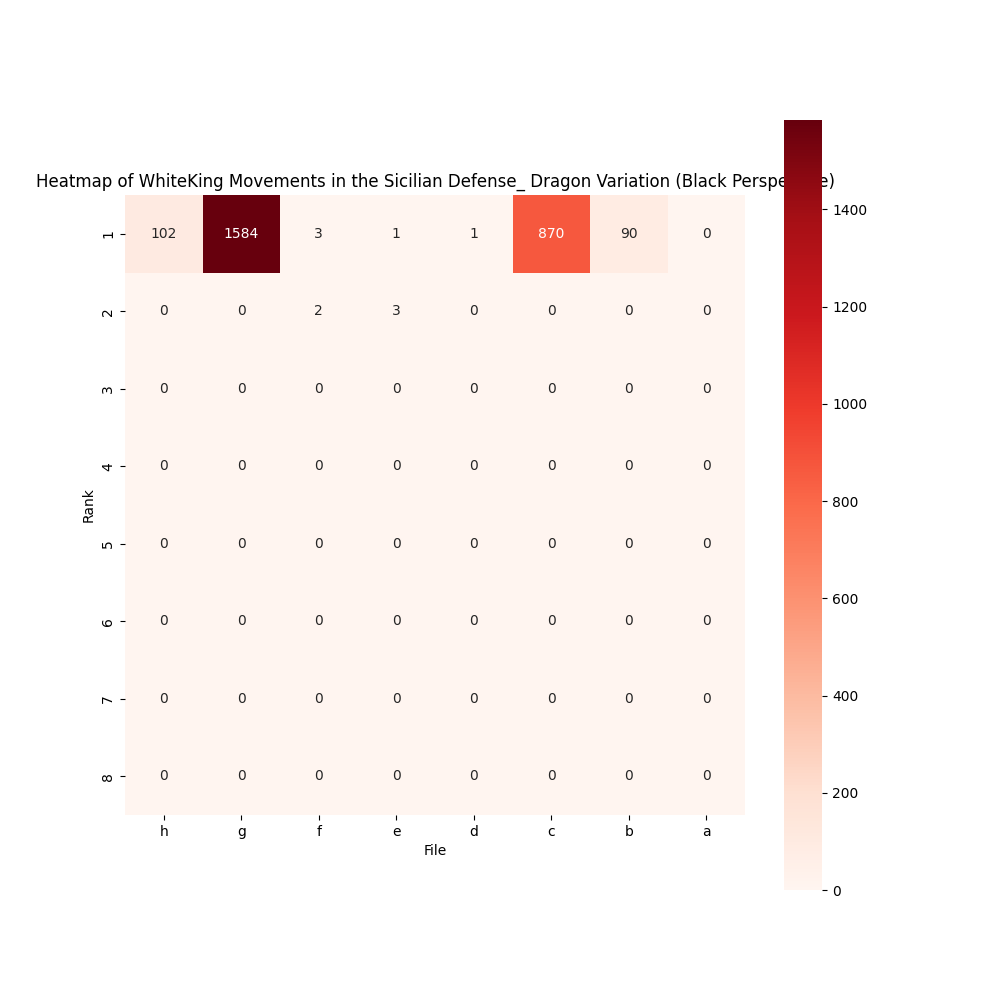 Heatmap of WhiteKing Movements in the Sicilian Defense_ Dragon Variation (Black Perspective)
1 102 1584 3 1 1 870 90 0
2 0 0 2 3 0 0 0 0
3 0 0 0 0 0 0 0 0
4 0 0 0 0 0 0 0 0
Rank
5 0 0 0 0 0 0 0 0
6 0 0 0 0 0 0 0 0
7 0 0 0 0 0 0 0 0
8 0 0 0 0 0 0 0 0
h g f e d c b a
File
1400
1200
1000
800
600
400
200
0